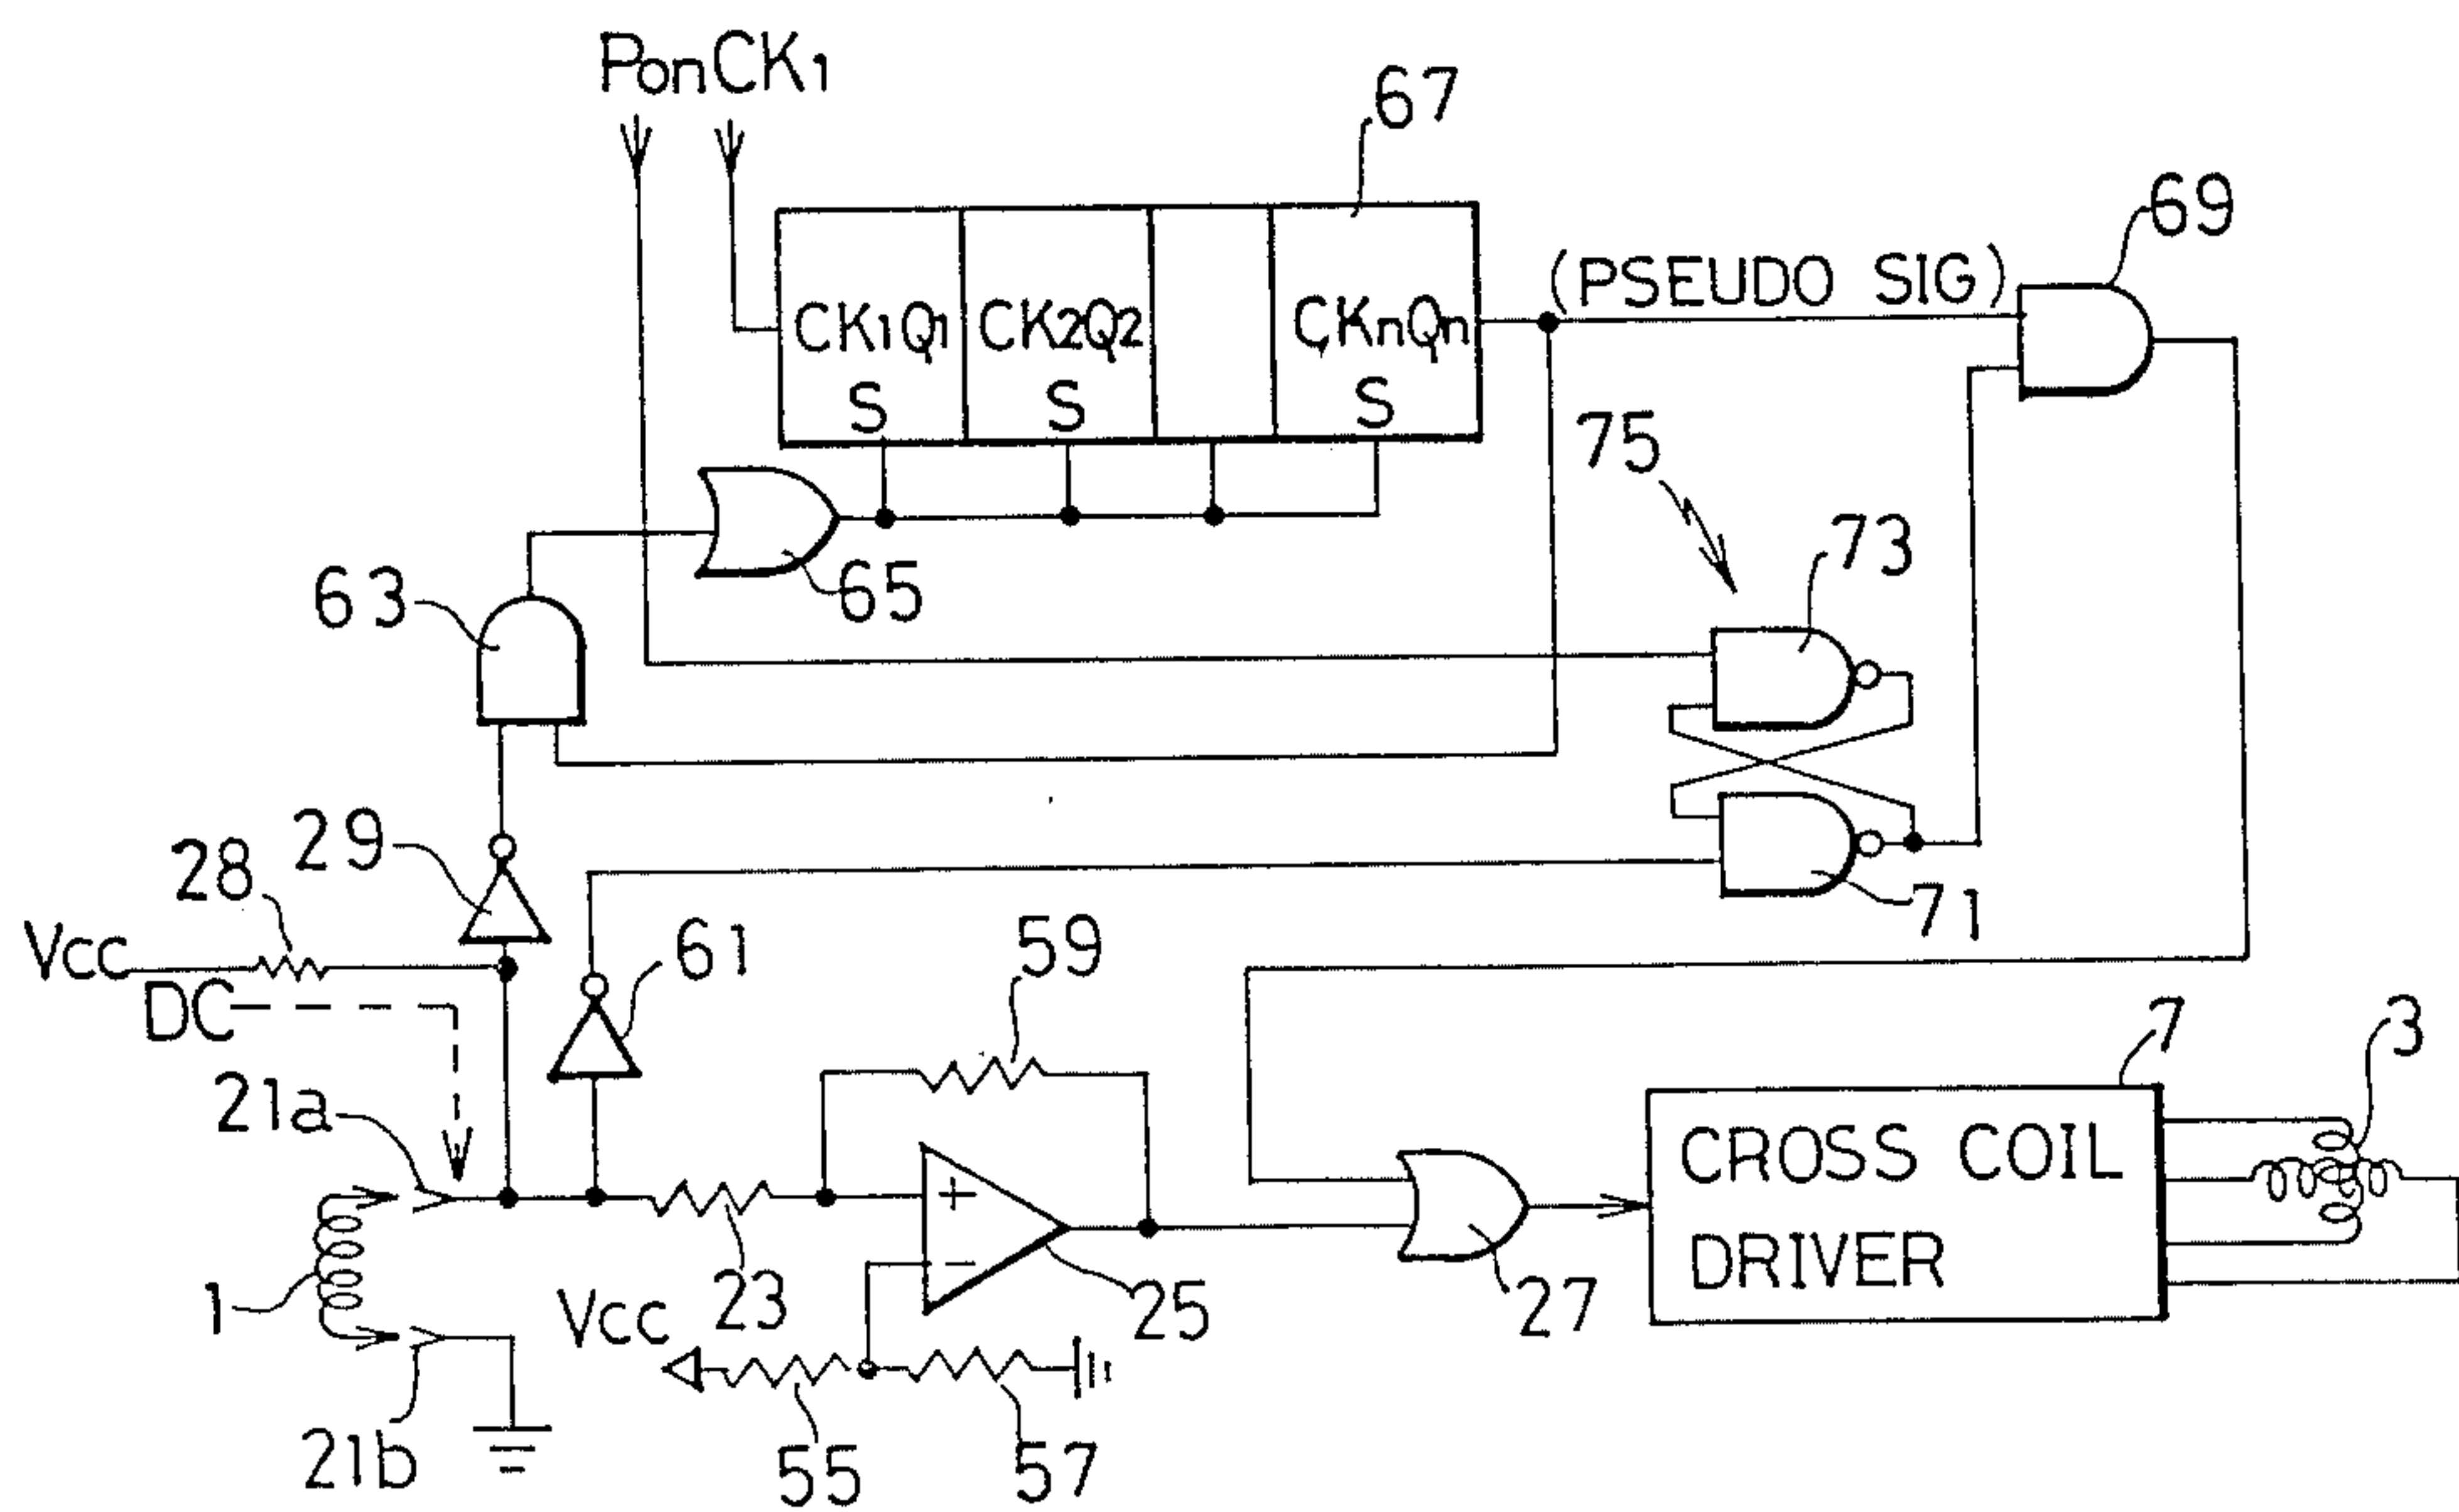 PonCK1
67
69
(PSEUDO SIG)
CK1Q1 CK2Q2 CKnQn
S S S
75
73
65
63
29
28
71
Vcc
61
59
DC
7
3
21a
CROSS COIL
DRIVER
1
23
25
27
Vcc
21b
55
57